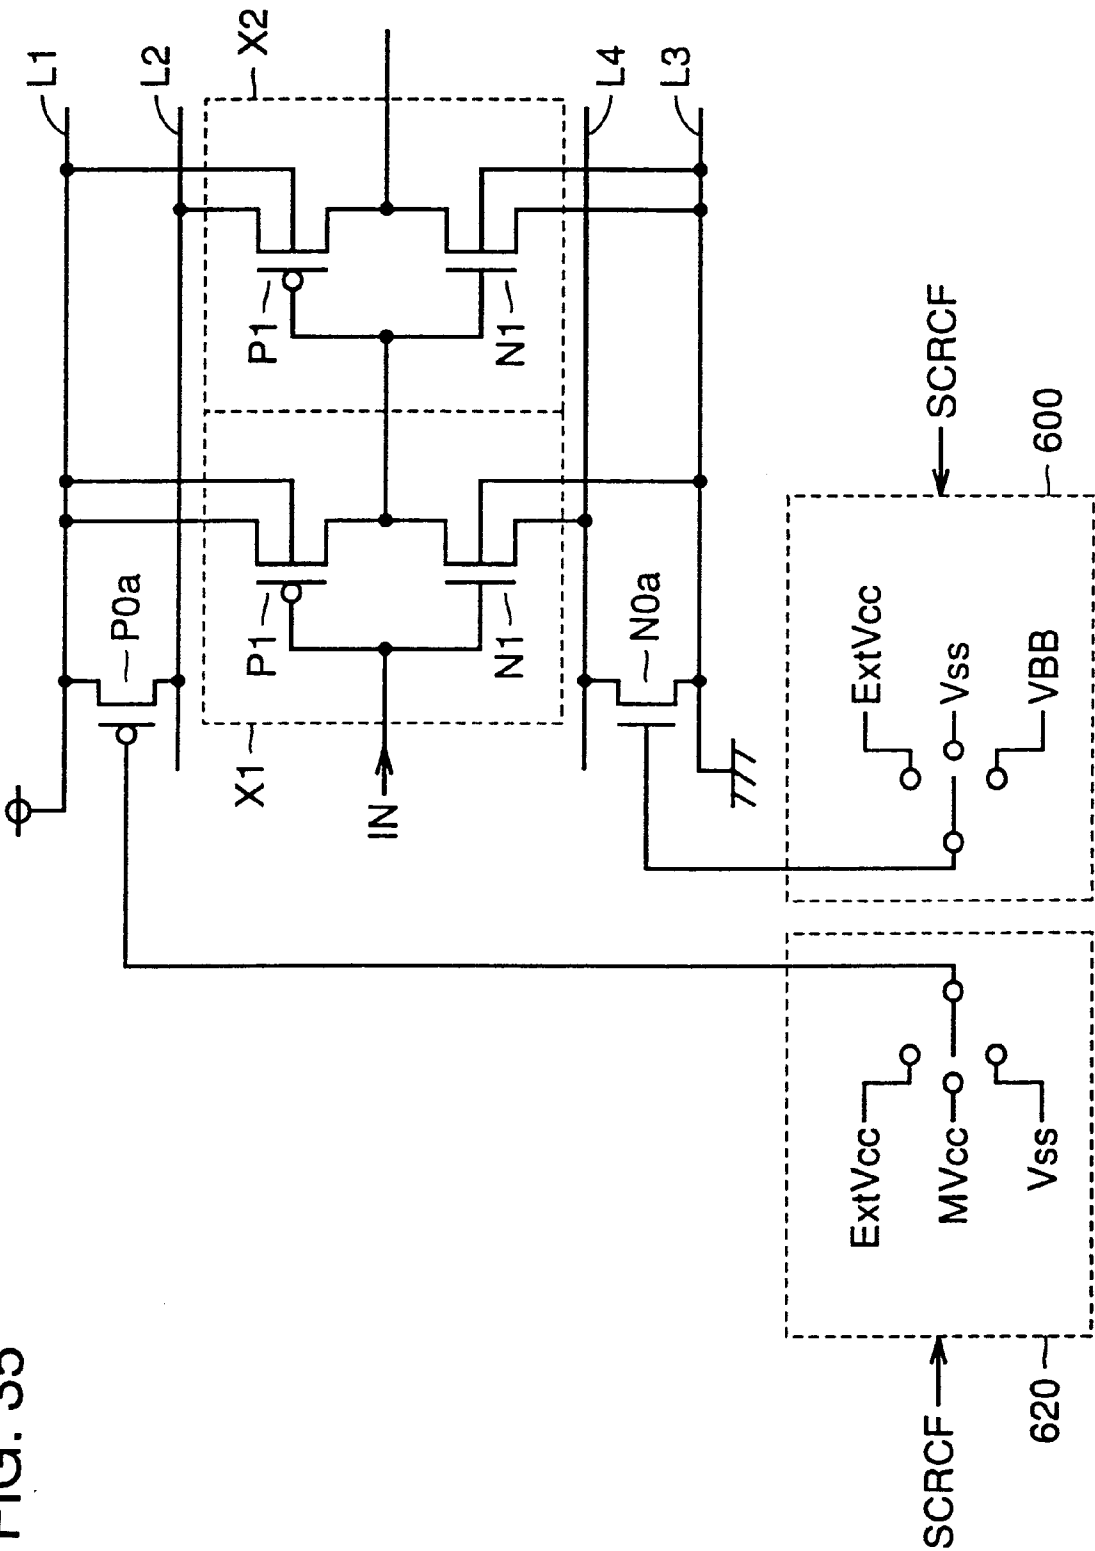 FIG. 35
L1
L2
X2
L4
L3
P1
N1
P0a
P1
N1
X1
IN
N0a
SCRCF
600
ExtVcc
Vss
VBB
ExtVcc
MVcc
Vss
SCRCF
620